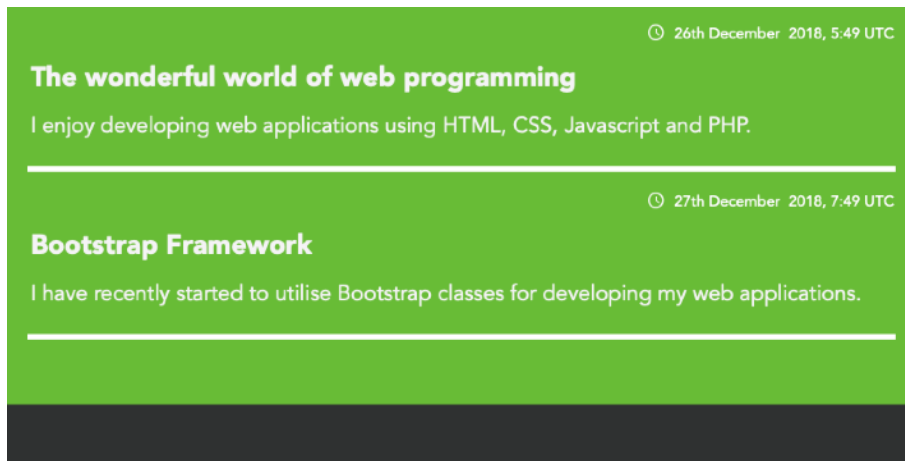 26th December 2018, 5:49 UTC
The wonderful world of web programming
I enjoy developing web applications using HTML, CSS, Javascript and PHP.
27th December 2018, 7:49 UTC
Bootstrap Framework
I have recently started to utilise Bootstrap classes for developing my web applications.